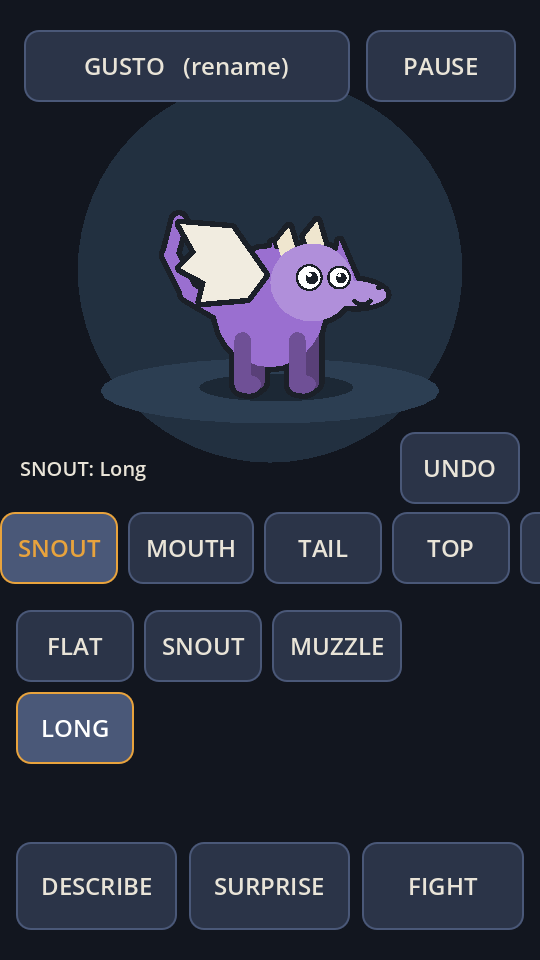 GUSTO (rename)
PAUSE
SNOUT: Long
UNDO
SNOUT
MOUTH
TAIL
TOP
FLAT
SNOUT
MUZZLE
LONG
DESCRIBE
SURPRISE
FIGHT